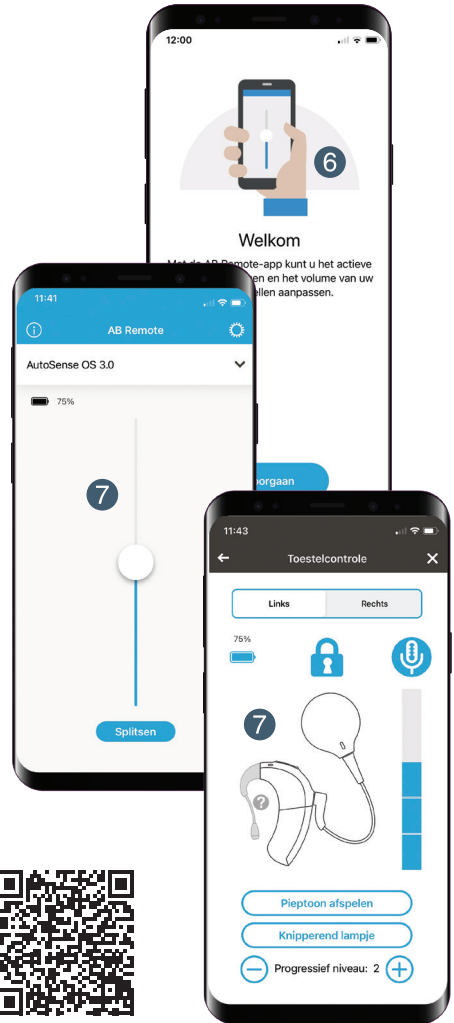 12:00
6
Welkom
Met de AB Remote-app kunt u het actieve
en en het volume van uw
ellen aanpassen.
oorgaan
11:41
AB Remote
AutoSense OS 3.0
75%
7
Splitsen
11:43
Toestelcontrole
Links Rechts
75%
7
?
Pieptoon afspelen
Knipperend lampje
Progressief niveau: 2